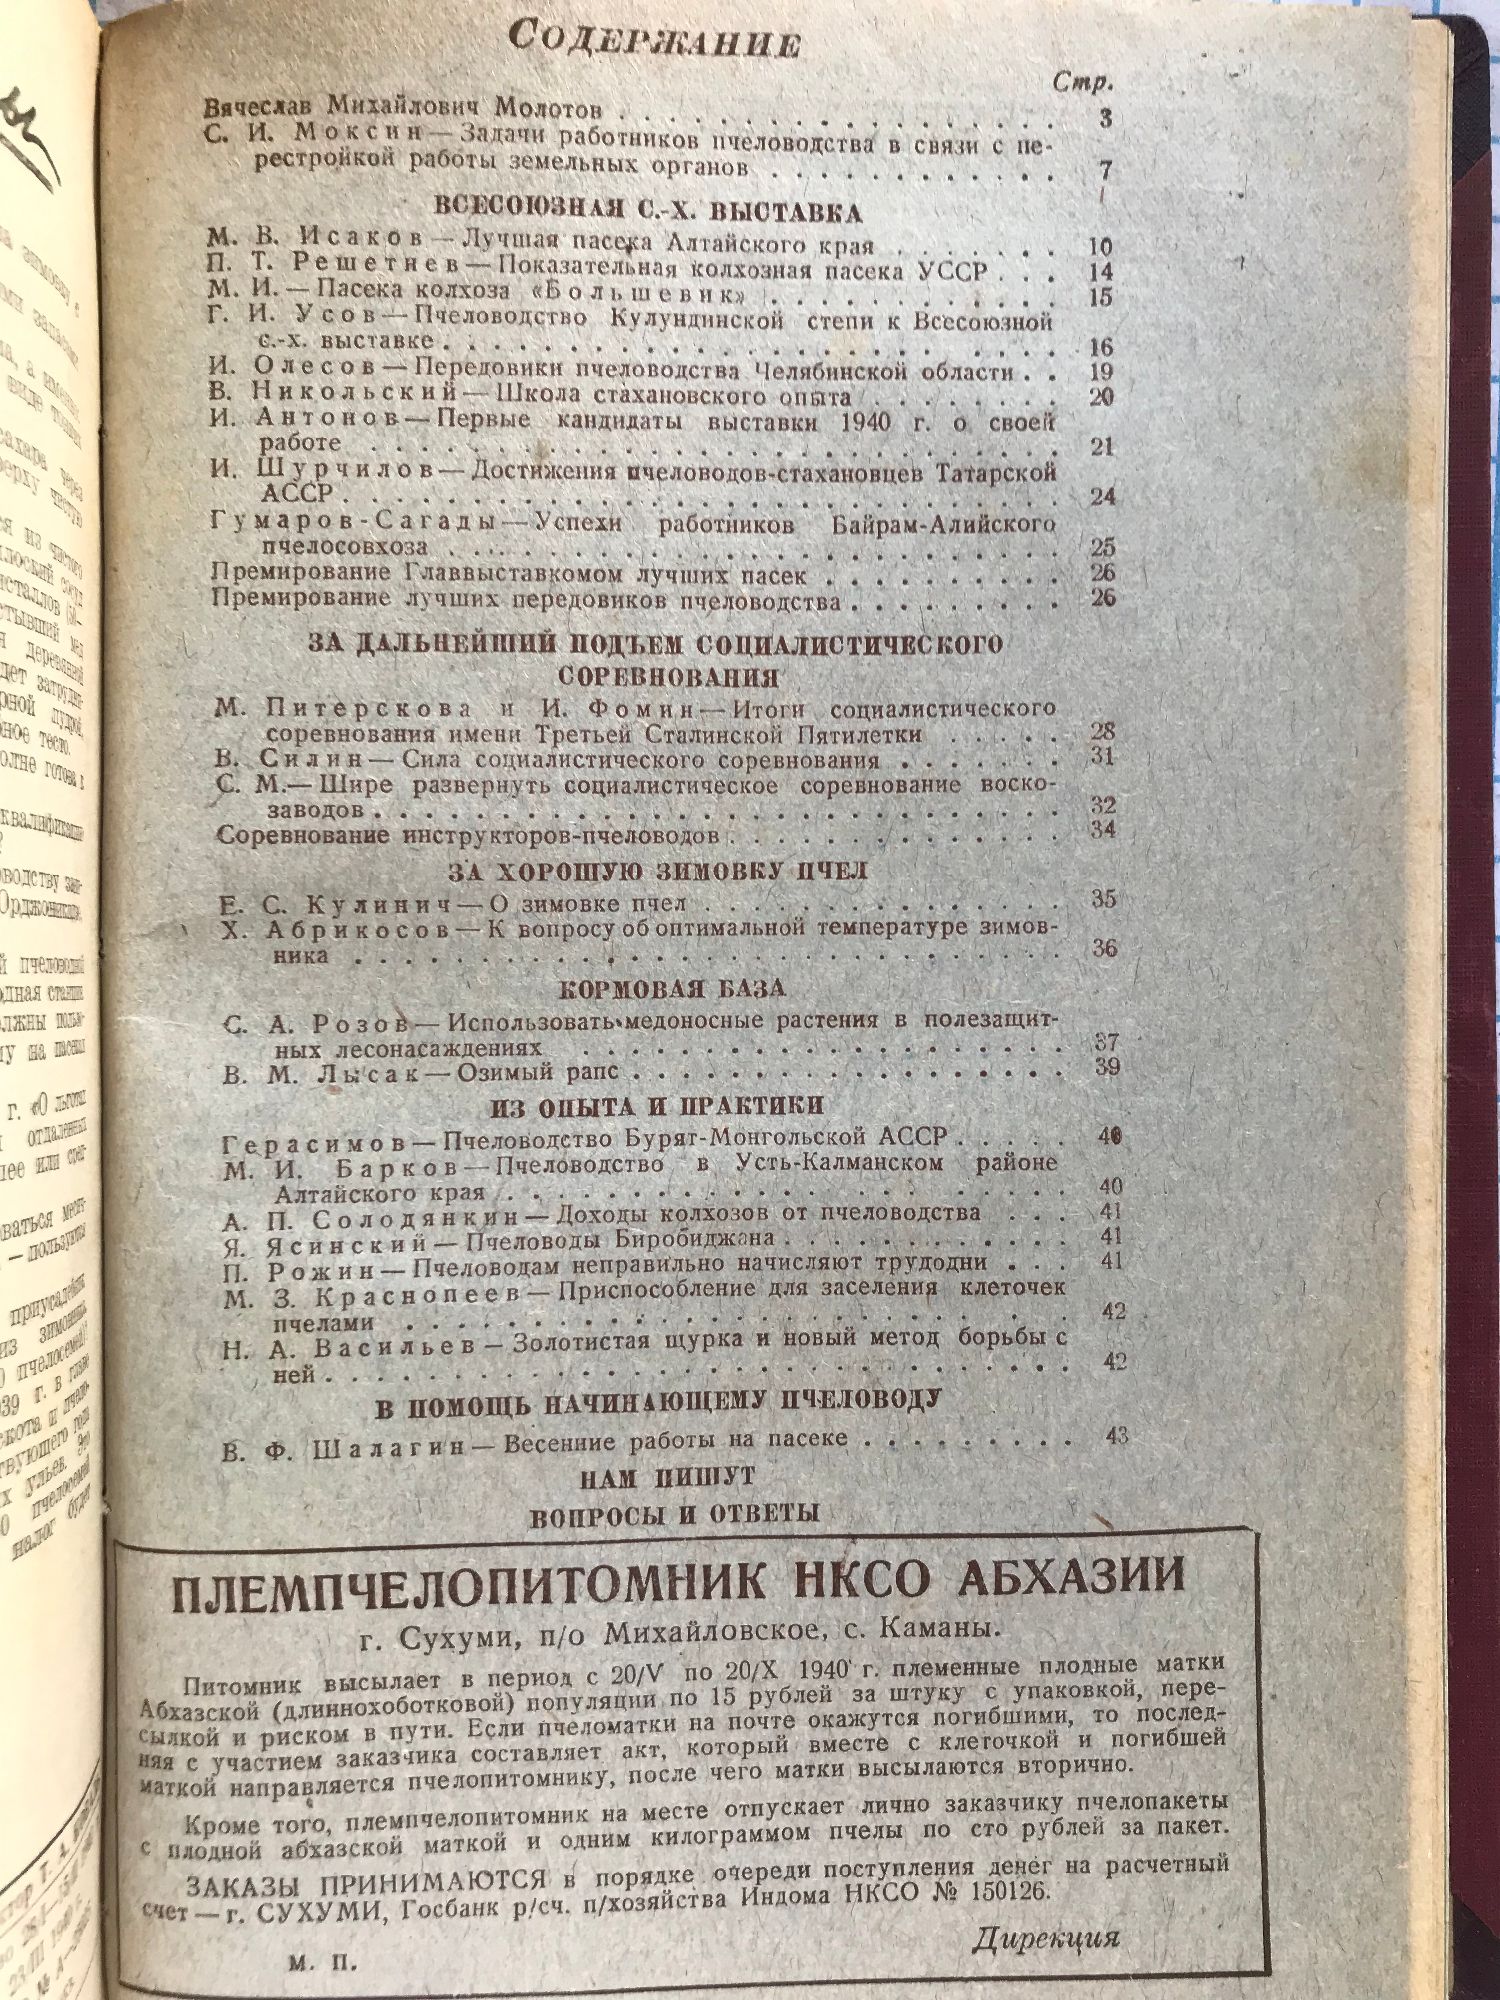 СОДЕРЖАНИЕ
Стр.
Вячеслав Михайлович Молотов . . . . . . . . . . . . . . . . . 3
С. И. Моксин — Задачи работников пчеловодства в связи с пе-
рестройкой работы земельных органов . . . . . . . . . . . . 7
ВСЕСОЮЗНАЯ С.-Х. ВЫСТАВКА
М. В. Исаков — Лучшая пасека Алтайского края . . . . . . . 10
П. Т. Решетнев — Показательная колхозная пасека УССР . . . 14
М. И. — Пасека колхоза «Большевик» . . . . . . . . . . . . 15
Г. И. Усов — Пчеловодство Кулундинской степи к Всесоюзной
с.-х. выставке . . . . . . . . . . . . . . . . . . . . . . . 16
И. Олесов — Передовики пчеловодства Челябинской области . . 19
В. Никольский — Школа стахановского опыта . . . . . . . . 20
И. Антонов — Первые кандидаты выставки 1940 г. о своей
работе . . . . . . . . . . . . . . . . . . . . . . . . . . . 21
И. Шурчилов — Достижения пчеловодов-стахановцев Татарской
АССР . . . . . . . . . . . . . . . . . . . . . . . . . . . . 24
Гумаров-Сагады — Успехи работников Байрам-Алийского
пчелосовхоза . . . . . . . . . . . . . . . . . . . . . . . . 25
Премирование Главвыставкомом лучших пасек . . . . . . . . . 26
Премирование лучших передовиков пчеловодства . . . . . . . . 26
ЗА ДАЛЬНЕЙШИЙ ПОДЪЕМ СОЦИАЛИСТИЧЕСКОГО
СОРЕВНОВАНИЯ
М. Питерскова и И. Фомин — Итоги социалистического
соревнования имени Третьей Сталинской Пятилетки . . . . . 28
В. Силин — Сила социалистического соревнования . . . . . . . 31
С. М. — Шире развернуть социалистическое соревнование воско-
заводов . . . . . . . . . . . . . . . . . . . . . . . . . . 32
Соревнование инструкторов-пчеловодов . . . . . . . . . . . . 34
ЗА ХОРОШУЮ ЗИМОВКУ ПЧЕЛ
Е. С. Кулинич — О зимовке пчел . . . . . . . . . . . . . . 35
Х. Абрикосов — К вопросу об оптимальной температуре зимов-
ника . . . . . . . . . . . . . . . . . . . . . . . . . . . 36
КОРМОВАЯ БАЗА
С. А. Розов — Использовать медоносные растения в полезащит-
ных лесонасаждениях . . . . . . . . . . . . . . . . . . . 37
В. М. Лысак — Озимый рапс . . . . . . . . . . . . . . . . . 39
ИЗ ОПЫТА И ПРАКТИКИ
Герасимов — Пчеловодство Бурят-Монгольской АССР . . . . . 40
М. И. Барков — Пчеловодство в Усть-Калманском районе
Алтайского края . . . . . . . . . . . . . . . . . . . . . 40
А. П. Солодянкин — Доходы колхозов от пчеловодства . . . 41
Я. Ясинский — Пчеловоды Биробиджана . . . . . . . . . . . 41
П. Рожин — Пчеловодам неправильно начисляют трудодни . . . 41
М. З. Краснопеев — Приспособление для заселения клеточек
пчелами . . . . . . . . . . . . . . . . . . . . . . . . . 42
Н. А. Васильев — Золотистая щурка и новый метод борьбы с
ней . . . . . . . . . . . . . . . . . . . . . . . . . . . . 42
В ПОМОЩЬ НАЧИНАЮЩЕМУ ПЧЕЛОВОДУ
В. Ф. Шалагин — Весенние работы на пасеке . . . . . . . . . 43
НАМ ПИШУТ
ВОПРОСЫ И ОТВЕТЫ
ПЛЕМПЧЕЛОПИТОМНИК НКСО АБХАЗИИ
г. Сухуми, п/о Михайловское, с. Каманы.
Питомник высылает в период с 20/V по 20/X 1940 г. племенные плодные матки
Абхазской (длиннохоботковой) популяции по 15 рублей за штуку с упаковкой, пере-
сылкой и риском в пути. Если пчеломатки на почте окажутся погибшими, то послед-
няя с участием заказчика составляет акт, который вместе с клеточкой и погибшей
маткой направляется пчелопитомнику, после чего матки высылаются вторично.
Кроме того, племпчелопитомник на месте отпускает лично заказчику пчелопакеты
с плодной абхазской маткой и одним килограммом пчелы по сто рублей за пакет.
ЗАКАЗЫ ПРИНИМАЮТСЯ в порядке очереди поступления денег на расчетный
счет — г. СУХУМИ, Госбанк р/сч. п/хозяйства Индома НКСО № 150126.
Дирекция
М. П.